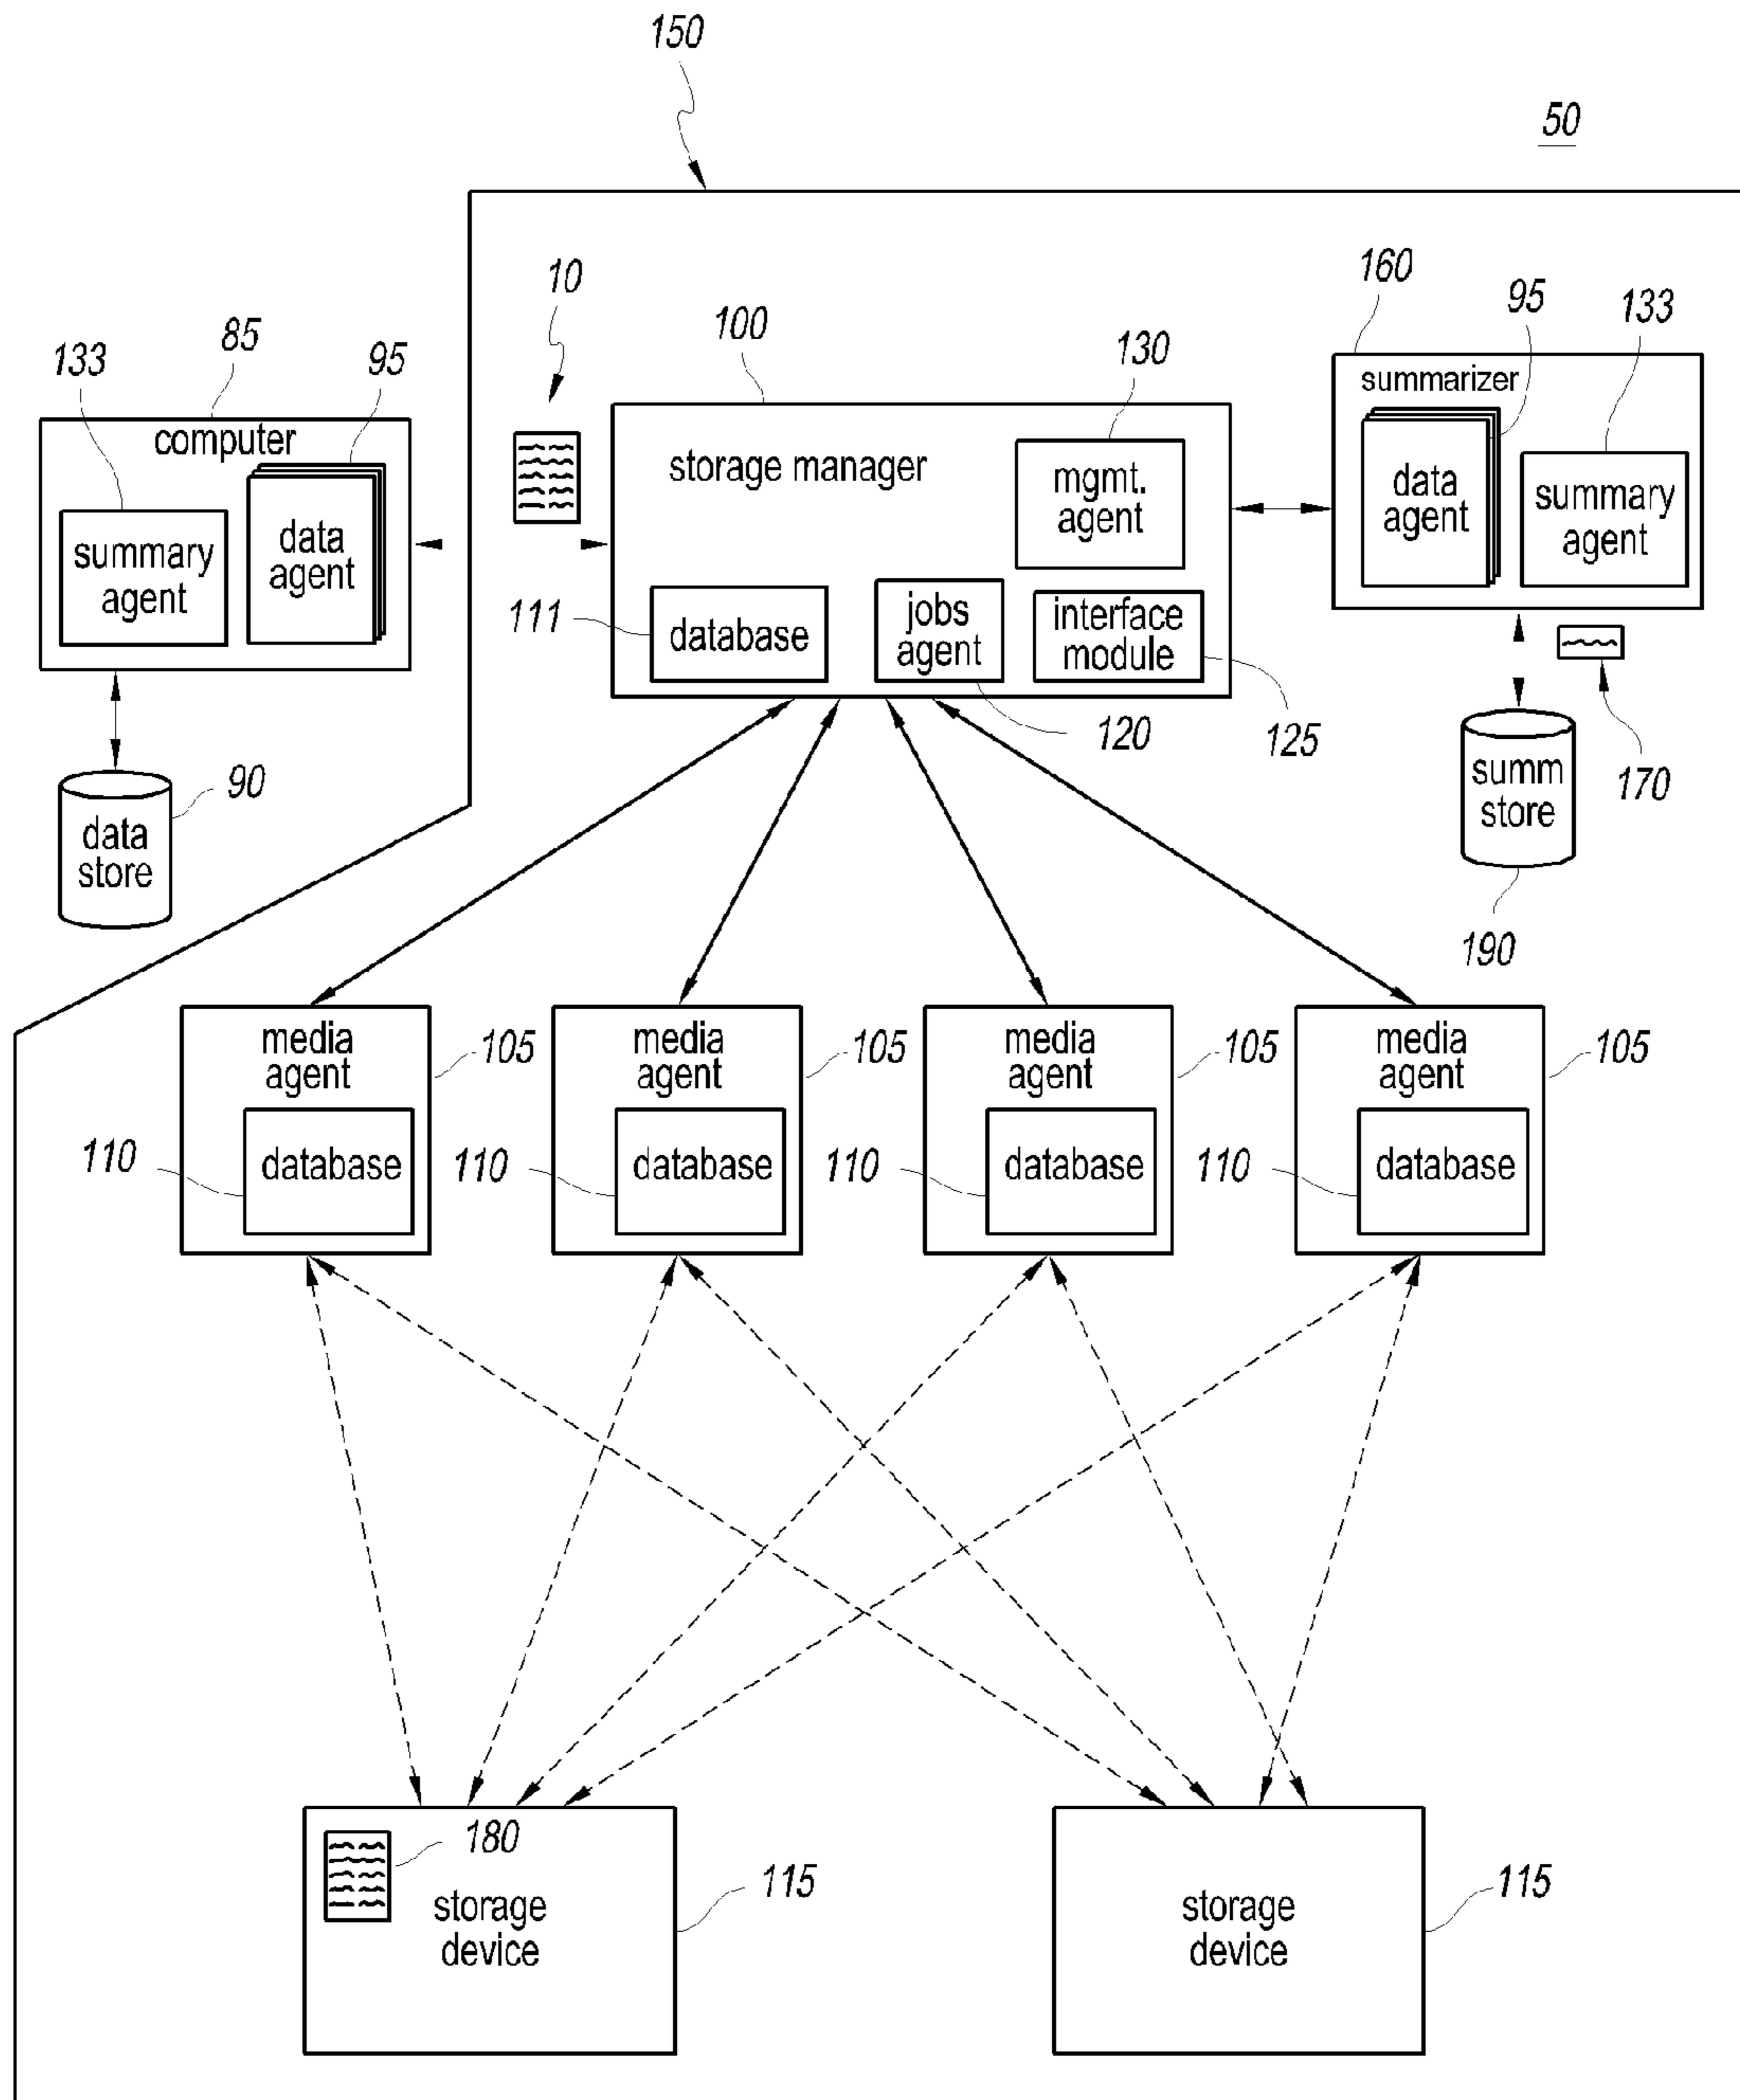 150
50
10
160
95
133
100
130
85
133
95
summarizer
computer
storage manager
mgmt.
agent
data
agent
summary
agent
data
agent
summary
agent
111
database
jobs
agent
interface
module
120
125
170
90
data
store
summ
store
190
media
agent
105
media
agent
105
media
agent
105
media
agent
105
110
database
110
database
110
database
110
database
180
storage
device
115
storage
device
115